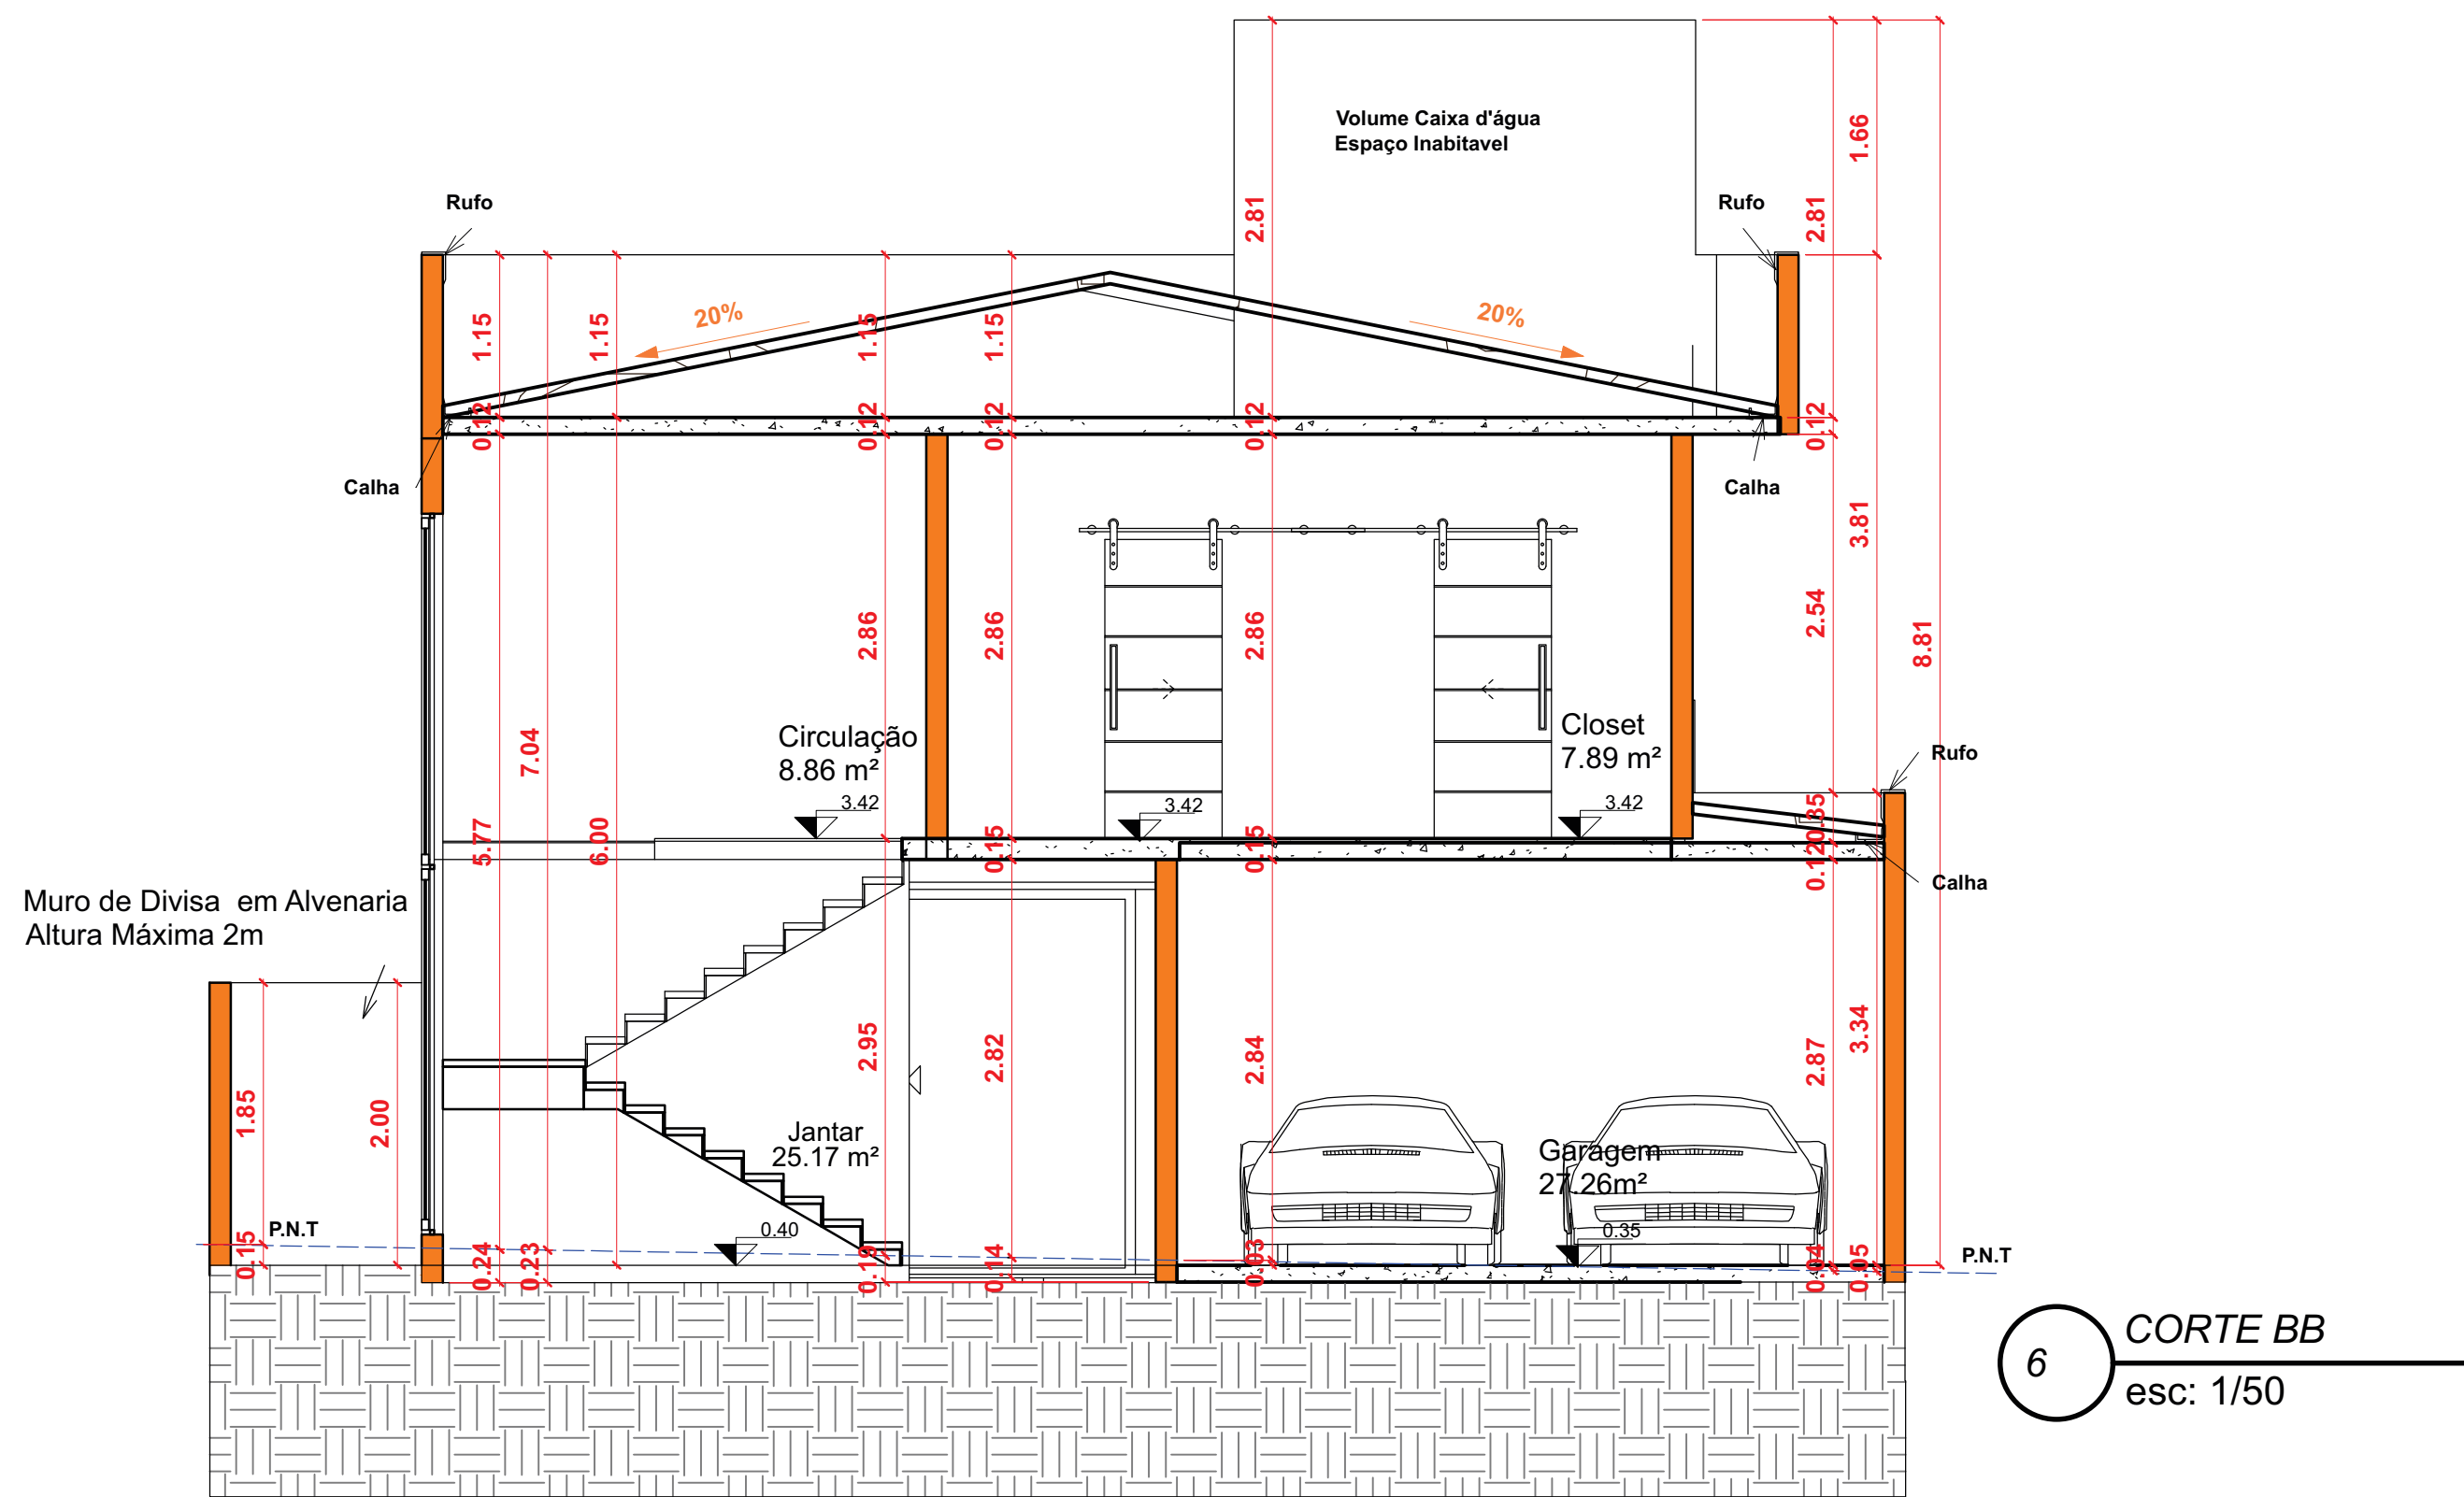 Volume Caixa d'água
Espaço Inabitavel
1.66
Rufo
Rufo
2.81
2.81
20%
20%
1.15
1.15
1.15
1.15
0.12
0.12
0.12
0.12
0.12
Calha
Calha
3.81
2.86
2.86
2.86
2.54
8.81
7.04
Circulação
8.86 m²
Closet
7.89 m²
Rufo
3.42
3.42
3.42
5.77
6.00
0.15
0.15
0.35
0.12
Calha
Muro de Divisa em Alvenaria
Altura Máxima 2m
2.95
2.82
2.84
2.87
3.34
1.85
2.00
Jantar
25.17 m²
Garagem
27.26m²
P.N.T
0.40
0.35
P.N.T
0.15
0.24
0.23
0.19
0.14
0.03
0.04
0.05
6
CORTE BB
esc: 1/50